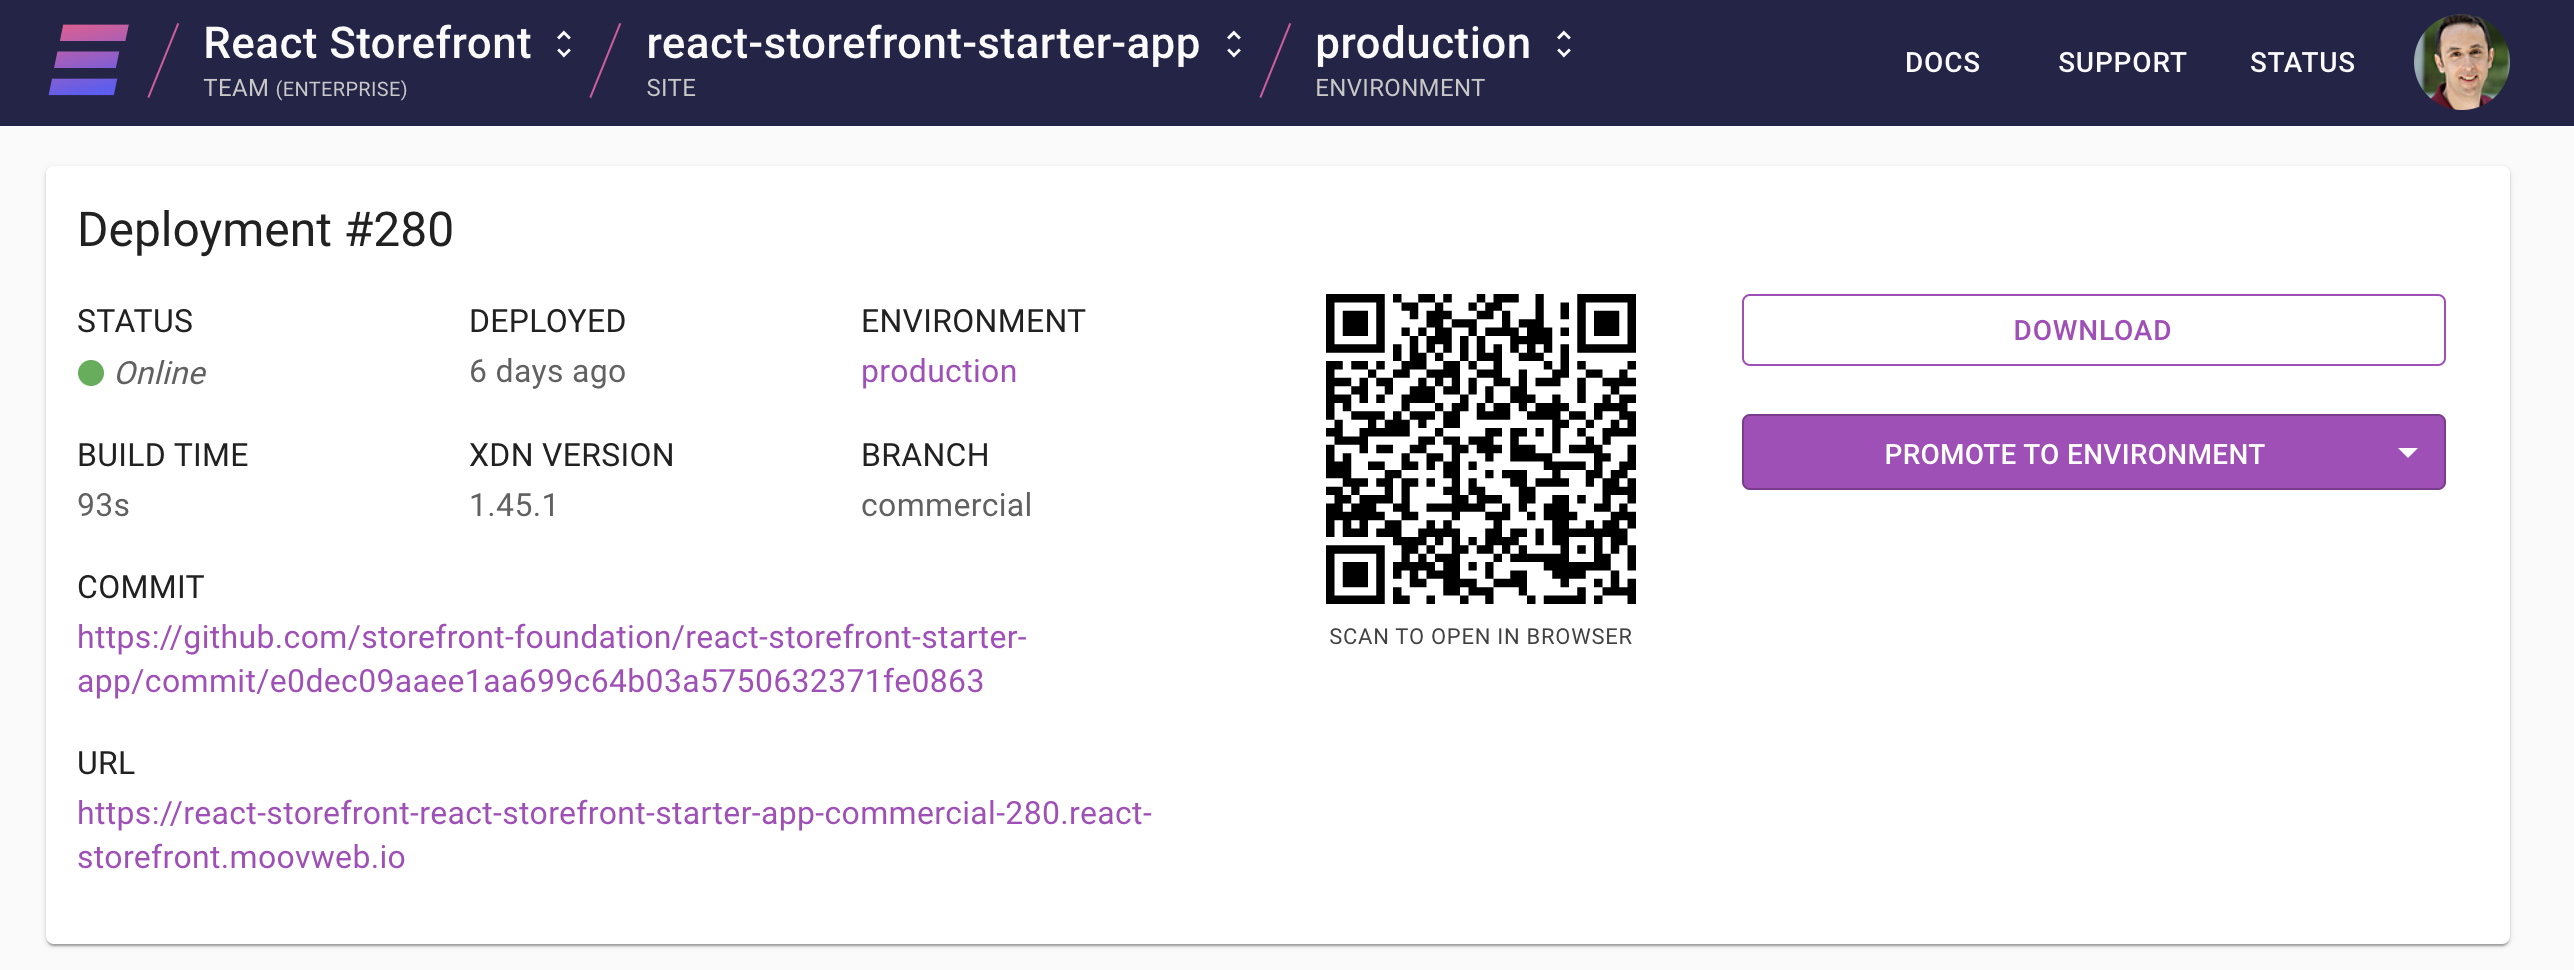 React Storefront
TEAM (ENTERPRISE)
react-storefront-starter-app
SITE
production
ENVIRONMENT
DOCS
SUPPORT
STATUS
Deployment #280
STATUS
Online
DEPLOYED
6 days ago
ENVIRONMENT
production
BUILD TIME
93s
XDN VERSION
1.45.1
BRANCH
commercial
COMMIT
https://github.com/storefront-foundation/react-storefront-starter-
app/commit/e0dec09aaee1aa699c64b03a5750632371fe0863
URL
https://react-storefront-react-storefront-starter-app-commercial-280.react-
storefront.moovweb.io
SCAN TO OPEN IN BROWSER
DOWNLOAD
PROMOTE TO ENVIRONMENT